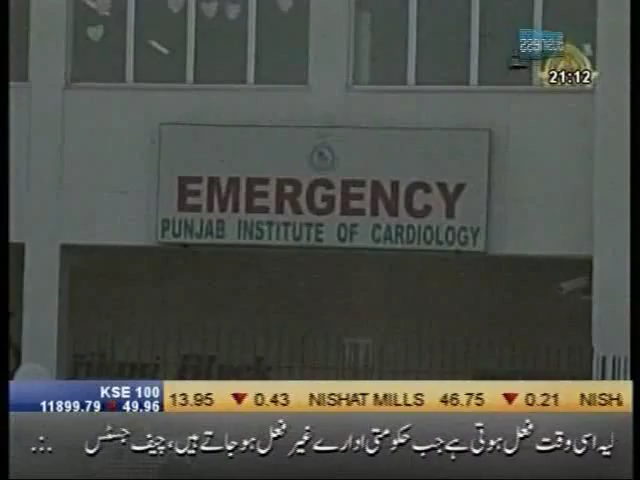 21:12
EMERGENCY
PUNJAB INSTITUTE OF CARDIOLOGY
KSE 100
11899.79 ▼ 49.96
13.95 ▼ 0.43 NISHAT MILLS 46.75 ▼ 0.21 NISH
لیہ اسی وقت فعل ہوتی ہے جب حکومتی ادارے غیر فعل ہو جاتے ہیں، چیف جسٹس